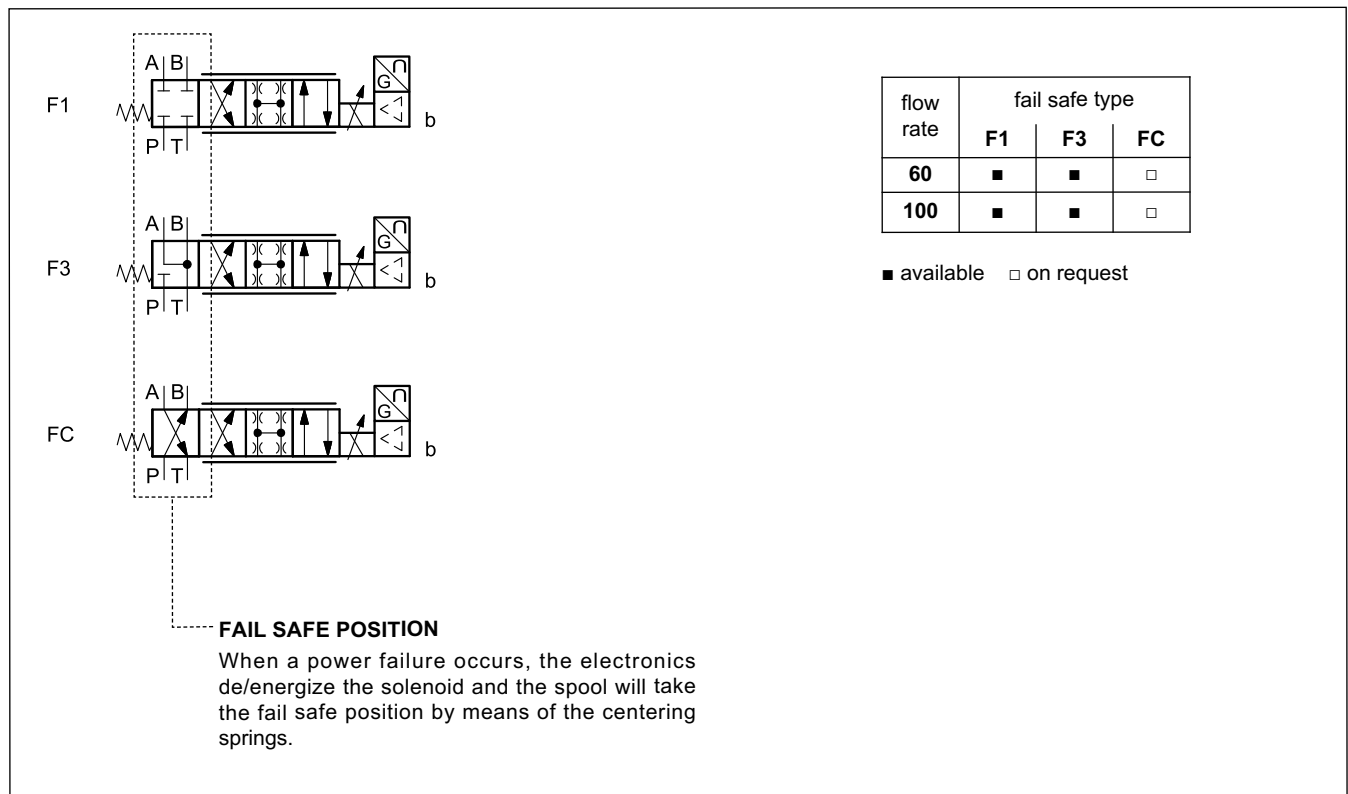 A B
F1
G
b
P T
A B
F3
G
b
P T
A B
FC
G
b
P T
FAIL SAFE POSITION
When a power failure occurs, the electronics
de/energize the solenoid and the spool will take
the fail safe position by means of the centering
springs.
flow rate fail safe type
F1 F3 FC
60 ■ ■ □
100 ■ ■ □
■ available □ on request